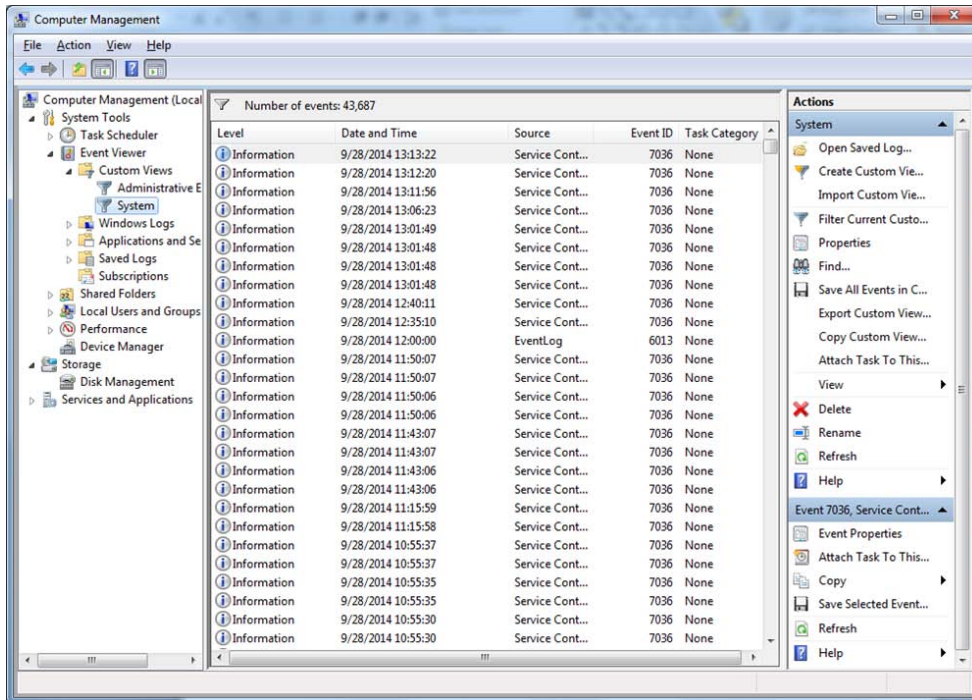 Computer Management
File Action View Help
Computer Management (Local
System Tools
Task Scheduler
Event Viewer
Custom Views
Administrative E
System
Windows Logs
Applications and Se
Saved Logs
Subscriptions
Shared Folders
Local Users and Groups
Performance
Device Manager
Storage
Disk Management
Services and Applications
Number of events: 43,687
Level Date and Time Source Event ID Task Category
Information 9/28/2014 13:13:22 Service Cont... 7036 None
Information 9/28/2014 13:12:20 Service Cont... 7036 None
Information 9/28/2014 13:11:56 Service Cont... 7036 None
Information 9/28/2014 13:06:23 Service Cont... 7036 None
Information 9/28/2014 13:01:49 Service Cont... 7036 None
Information 9/28/2014 13:01:48 Service Cont... 7036 None
Information 9/28/2014 13:01:48 Service Cont... 7036 None
Information 9/28/2014 13:01:48 Service Cont... 7036 None
Information 9/28/2014 12:40:11 Service Cont... 7036 None
Information 9/28/2014 12:35:10 Service Cont... 7036 None
Information 9/28/2014 12:00:00 EventLog 6013 None
Information 9/28/2014 11:50:07 Service Cont... 7036 None
Information 9/28/2014 11:50:07 Service Cont... 7036 None
Information 9/28/2014 11:50:06 Service Cont... 7036 None
Information 9/28/2014 11:50:06 Service Cont... 7036 None
Information 9/28/2014 11:43:07 Service Cont... 7036 None
Information 9/28/2014 11:43:07 Service Cont... 7036 None
Information 9/28/2014 11:43:06 Service Cont... 7036 None
Information 9/28/2014 11:43:06 Service Cont... 7036 None
Information 9/28/2014 11:15:59 Service Cont... 7036 None
Information 9/28/2014 11:15:58 Service Cont... 7036 None
Information 9/28/2014 10:55:37 Service Cont... 7036 None
Information 9/28/2014 10:55:37 Service Cont... 7036 None
Information 9/28/2014 10:55:35 Service Cont... 7036 None
Information 9/28/2014 10:55:35 Service Cont... 7036 None
Information 9/28/2014 10:55:30 Service Cont... 7036 None
Information 9/28/2014 10:55:30 Service Cont... 7036 None
Actions
System
Open Saved Log...
Create Custom Vie...
Import Custom Vie...
Filter Current Custo...
Properties
Find...
Save All Events in C...
Export Custom View...
Copy Custom View...
Attach Task To This...
View
Delete
Rename
Refresh
Help
Event 7036, Service Cont...
Event Properties
Attach Task To This...
Copy
Save Selected Event...
Refresh
Help